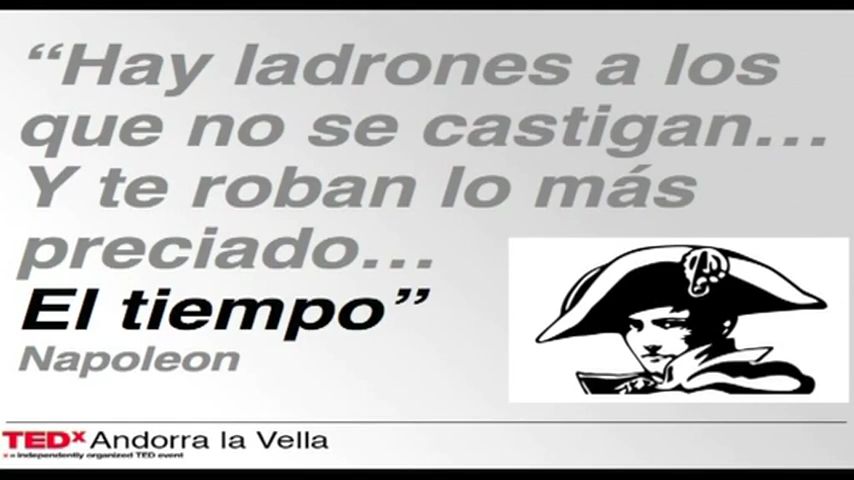 “Hay ladrones a los
que no se castigan...
Y te roban lo más
preciado...
El tiempo”
Napoleon
TEDx Andorra la Vella
x = independently organized TED event